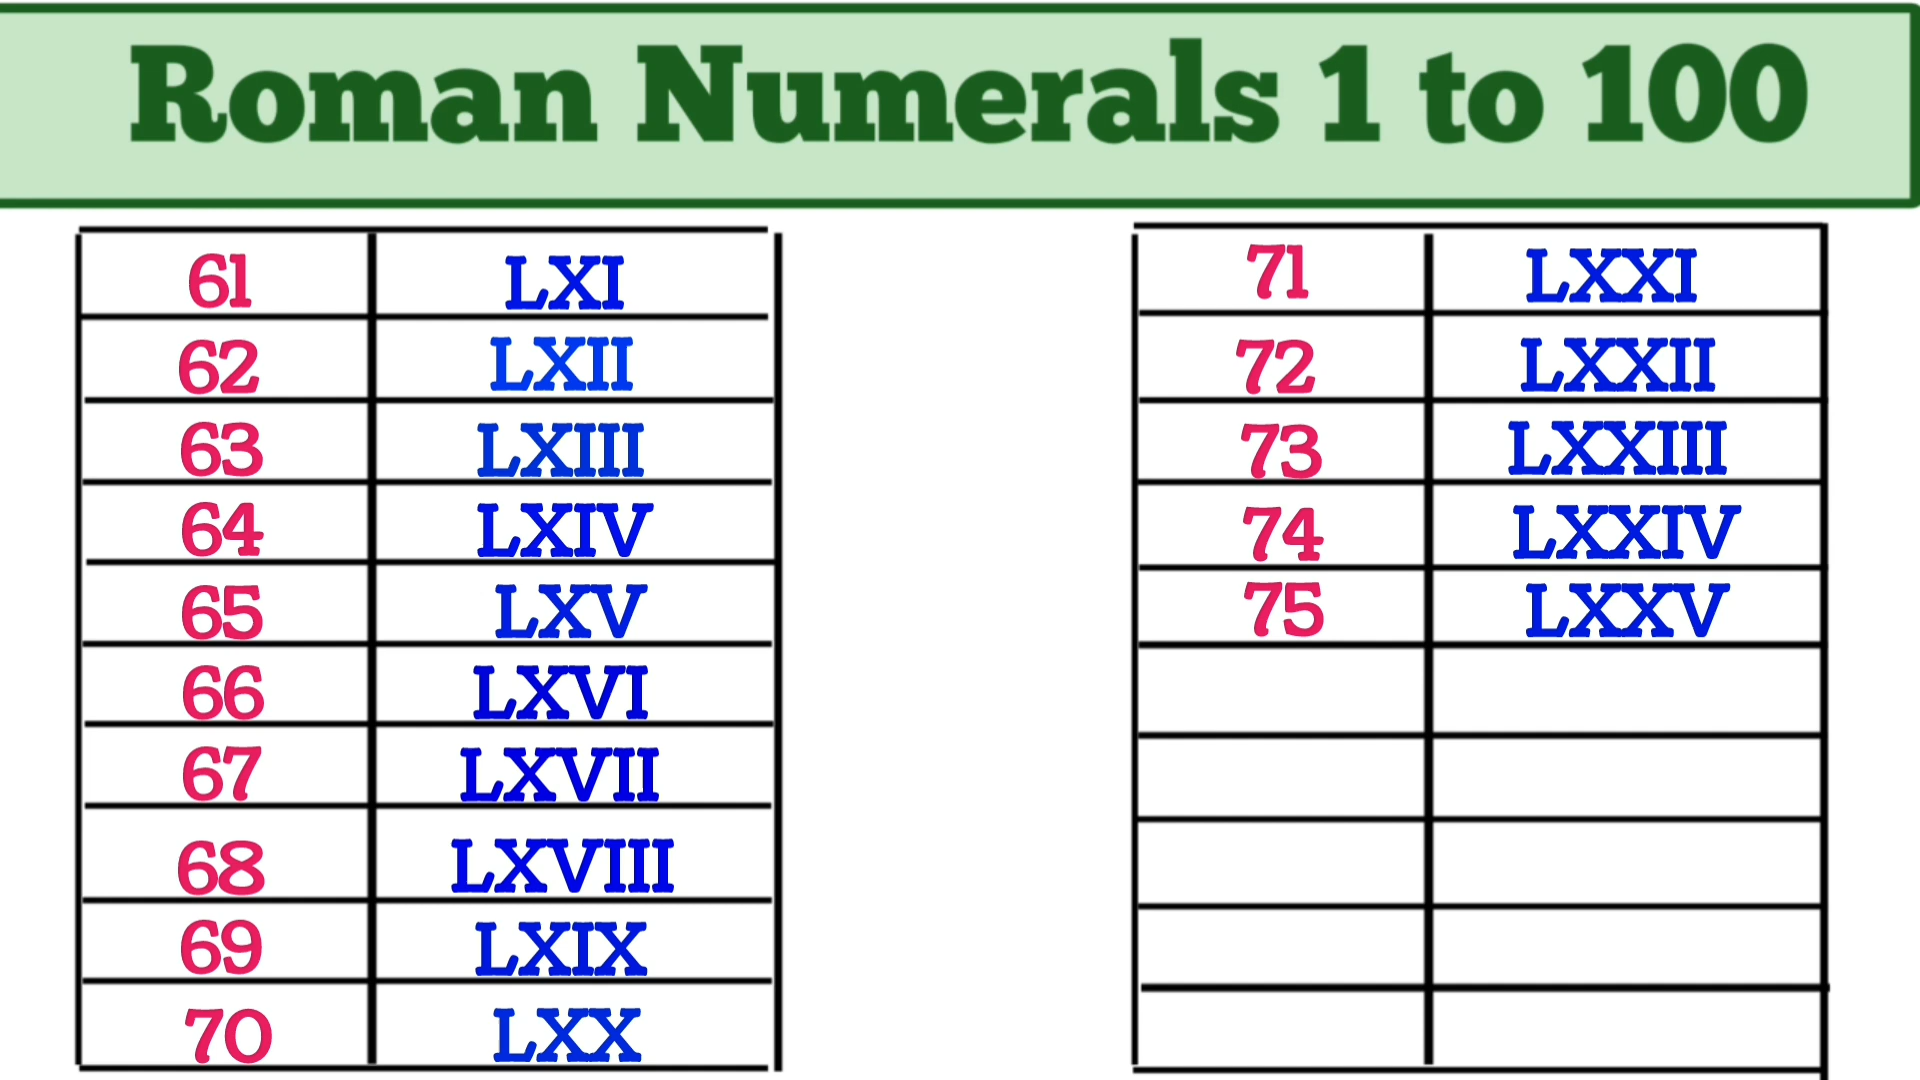 Roman Numerals 1 to 100
61 LXI
62 LXII
63 LXIII
64 LXIV
65 LXV
66 LXVI
67 LXVII
68 LXVIII
69 LXIX
70 LXX
71 LXXI
72 LXXII
73 LXXIII
74 LXXIV
75 LXXV